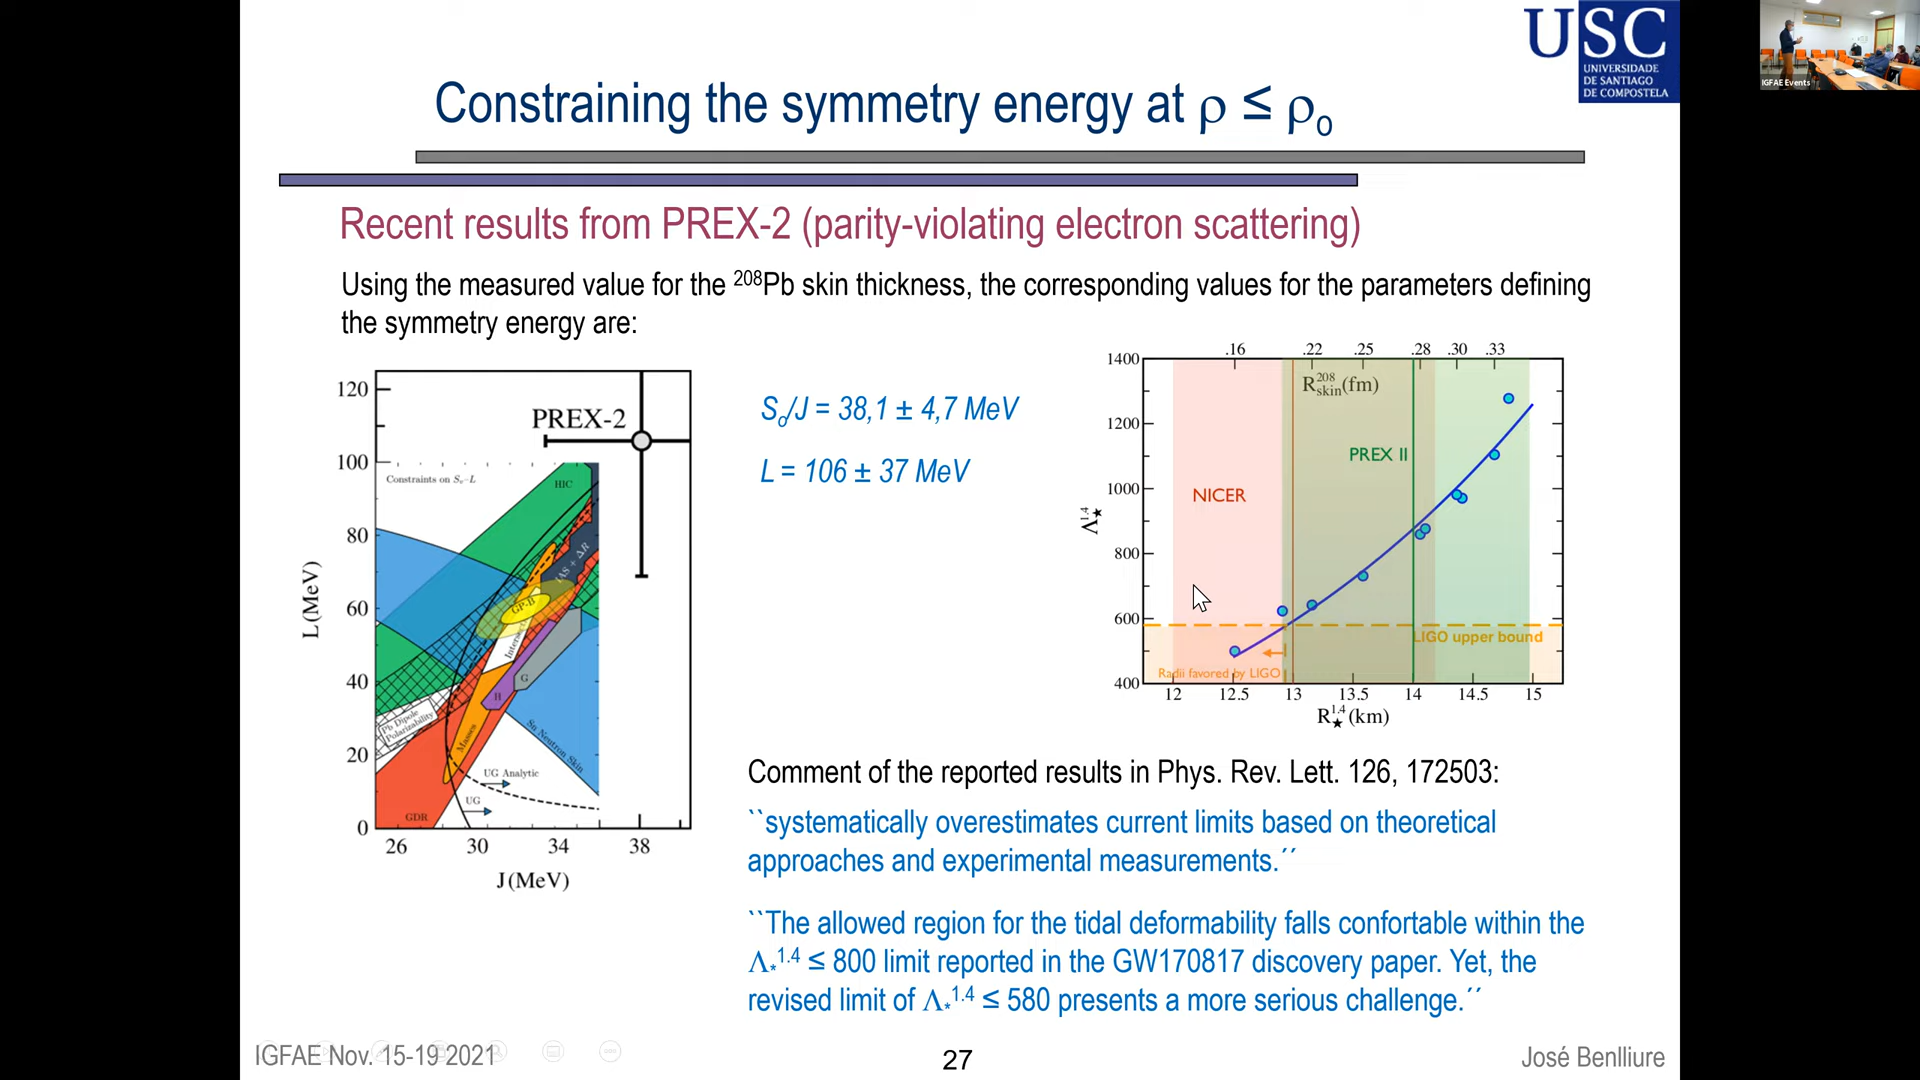 USC
UNIVERSIDADE
DE SANTIAGO
DE COMPOSTELA
IGFAE Events
Constraining the symmetry energy at ρ ≤ ρ₀
Recent results from PREX-2 (parity-violating electron scattering)
Using the measured value for the ²⁰⁸Pb skin thickness, the corresponding values for the parameters defining
the symmetry energy are:
120
100
80
60
40
20
0
L(MeV)
PREX-2
Constraints on Sᵥ–L
HIC
IAS + ΔR
GP-II
H
G
Pb Dipole
Polarizability
Masses
Sn Neutron Skin
UG Analytic
UG
GDR
26 30 34 38
J(MeV)
Sₒ/J = 38,1 ± 4,7 MeV
L = 106 ± 37 MeV
.16 .22 .25 .28 .30 .33
R²⁰⁸skin(fm)
1400
1200
1000
800
600
400
Λ★¹·⁴
NICER
PREX II
LIGO upper bound
Radii favored by LIGO
12 12.5 13 13.5 14 14.5 15
R★¹·⁴(km)
Comment of the reported results in Phys. Rev. Lett. 126, 172503:
``systematically overestimates current limits based on theoretical
approaches and experimental measurements.´´
``The allowed region for the tidal deformability falls confortable within the
Λ*¹·⁴ ≤ 800 limit reported in the GW170817 discovery paper. Yet, the
revised limit of Λ*¹·⁴ ≤ 580 presents a more serious challenge.´´
IGFAE Nov. 15-19 2021
27
José Benlliure